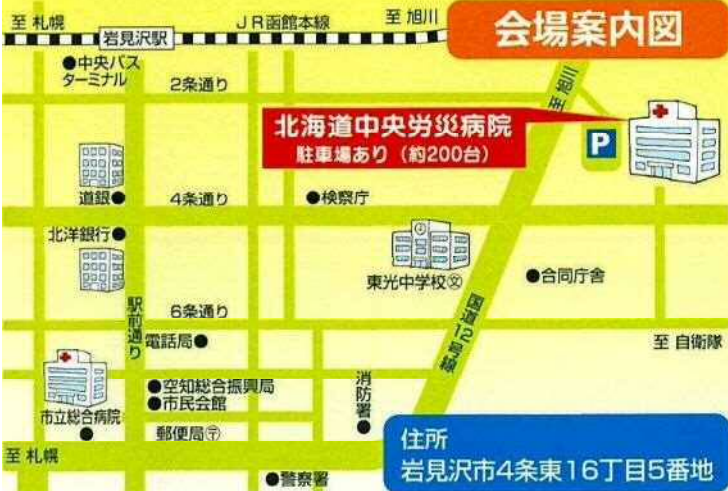 至 札幌
JR函館本線
至 旭川
会場案内図
岩見沢駅
●中央バス
ターミナル
2条通り
至 旭川
北海道中央労災病院
駐車場あり（約200台）
P
道銀●
4条通り
●検察庁
北洋銀行●
東光中学校文
●合同庁舎
国道12号線
駅前通り
6条通り
電話局●
至 自衛隊
●空知総合振興局
●市民会館
消防署
●
市立総合病院
●
郵便局〒
至 札幌
●警察署
住所
岩見沢市4条東16丁目5番地